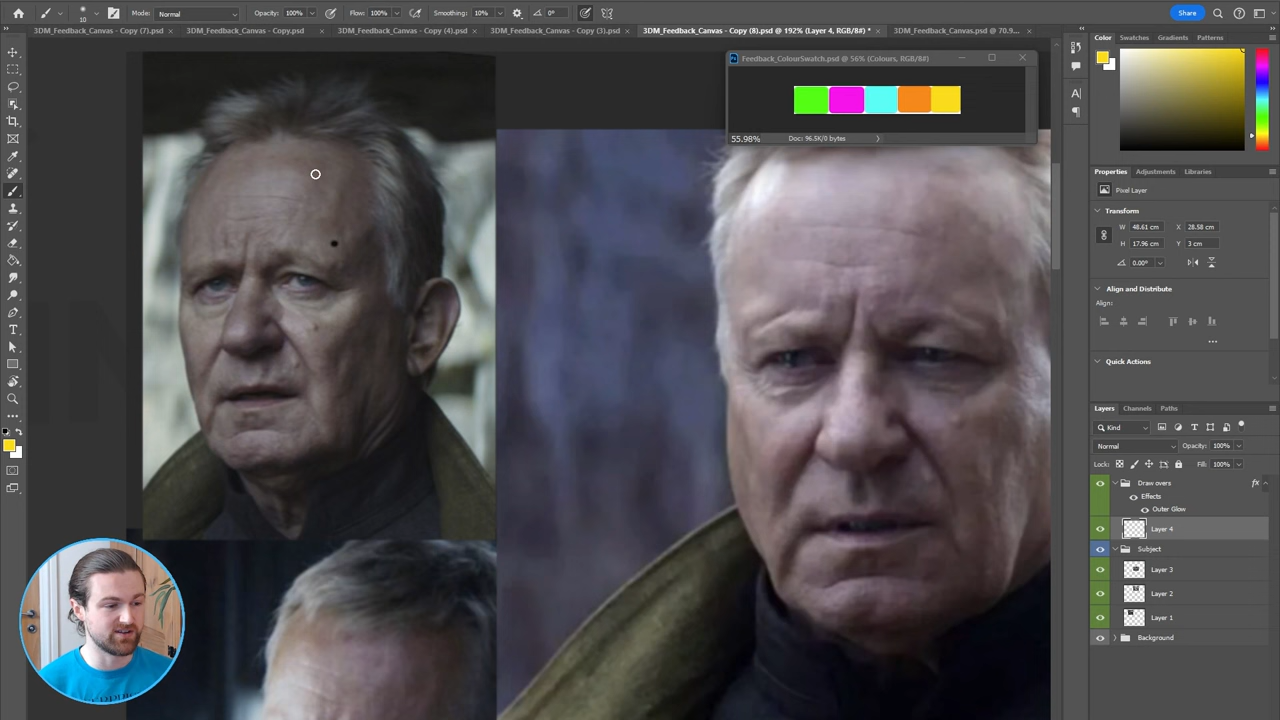 Mode: Normal Opacity: 100% Flow: 100% Smoothing: 10% 0° Share
10
3DM_Feedback_Canvas - Copy (7).psd × 3DM_Feedback_Canvas - Copy.psd × 3DM_Feedback_Canvas - Copy (4).psd × 3DM_Feedback_Canvas - Copy (3).psd × 3DM_Feedback_Canvas - Copy (8).psd @ 192% (Layer 4, RGB/8#) * × 3DM_Feedback_Canvas.psd @ 70.9...
Feedback_ColourSwatch.psd @ 56% (Colours, RGB/8#)
55.98% Doc: 96.5K/0 bytes
Color Swatches Gradients Patterns
Properties Adjustments Libraries
Pixel Layer
Transform
W 48.61 cm X 28.58 cm
H 17.96 cm Y 3 cm
0.00°
Align and Distribute
Align:
Quick Actions
Layers Channels Paths
Kind
Normal Opacity: 100%
Lock: Fill: 100%
Draw overs fx
Effects
Outer Glow
Layer 4
Subject
Layer 3
Layer 2
Layer 1
Background